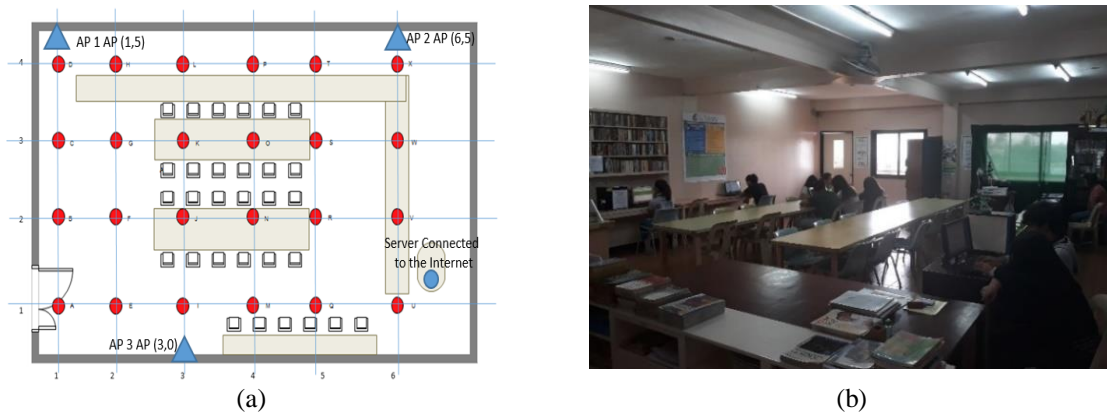 AP 1 AP (1,5)
AP 2 AP (6,5)
4 D H L P T X
3 C G K O S W
2 B F J N R V
Server Connected
to the Internet
1 A E I M Q U
AP 3 AP (3,0)
1 2 3 4 5 6
(a) (b)